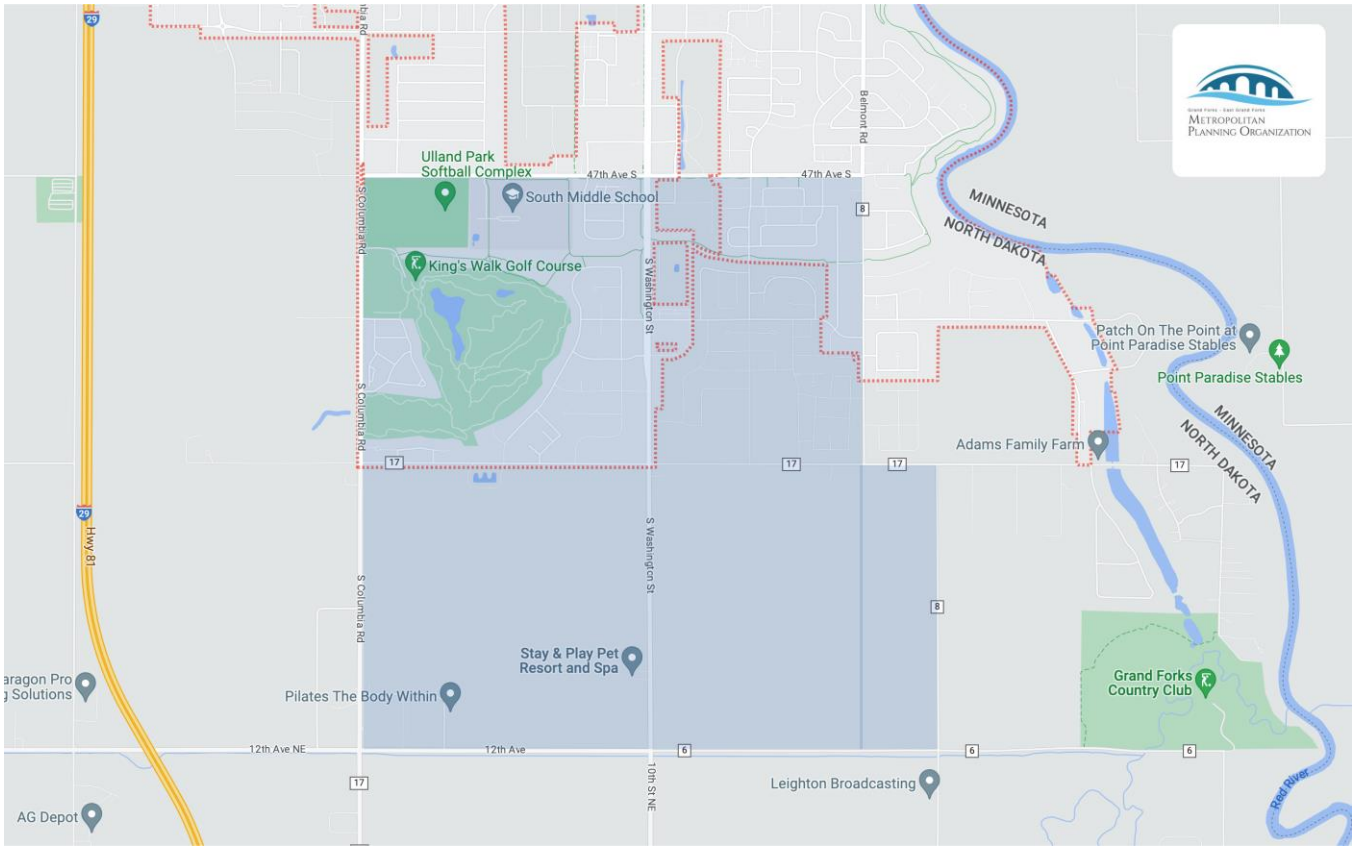 29
S Columbia Rd
Grand Forks - East Grand Forks
METROPOLITAN
PLANNING ORGANIZATION
Belmont Rd
Ulland Park
Softball Complex
47th Ave S
47th Ave S
South Middle School
S Columbia Rd
8
MINNESOTA
NORTH DAKOTA
King's Walk Golf Course
S Washington St
Patch On The Point at
Point Paradise Stables
Point Paradise Stables
S Columbia Rd
MINNESOTA
NORTH DAKOTA
Adams Family Farm
17
17
17
17
29
Hwy 81
S Washington St
S Columbia Rd
8
Stay & Play Pet
Resort and Spa
Grand Forks
Country Club
aragon Pro
g Solutions
Pilates The Body Within
12th Ave NE
12th Ave
6
6
6
17
10th St NE
Leighton Broadcasting
Red River
AG Depot